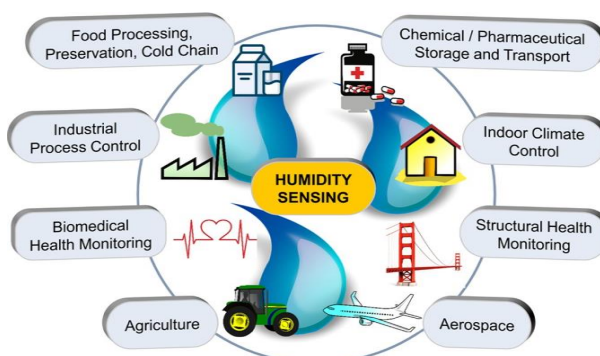 Food Processing,
Preservation, Cold Chain
Chemical / Pharmaceutical
Storage and Transport
Industrial
Process Control
Indoor Climate
Control
HUMIDITY
SENSING
Biomedical
Health Monitoring
Structural Health
Monitoring
Agriculture
Aerospace